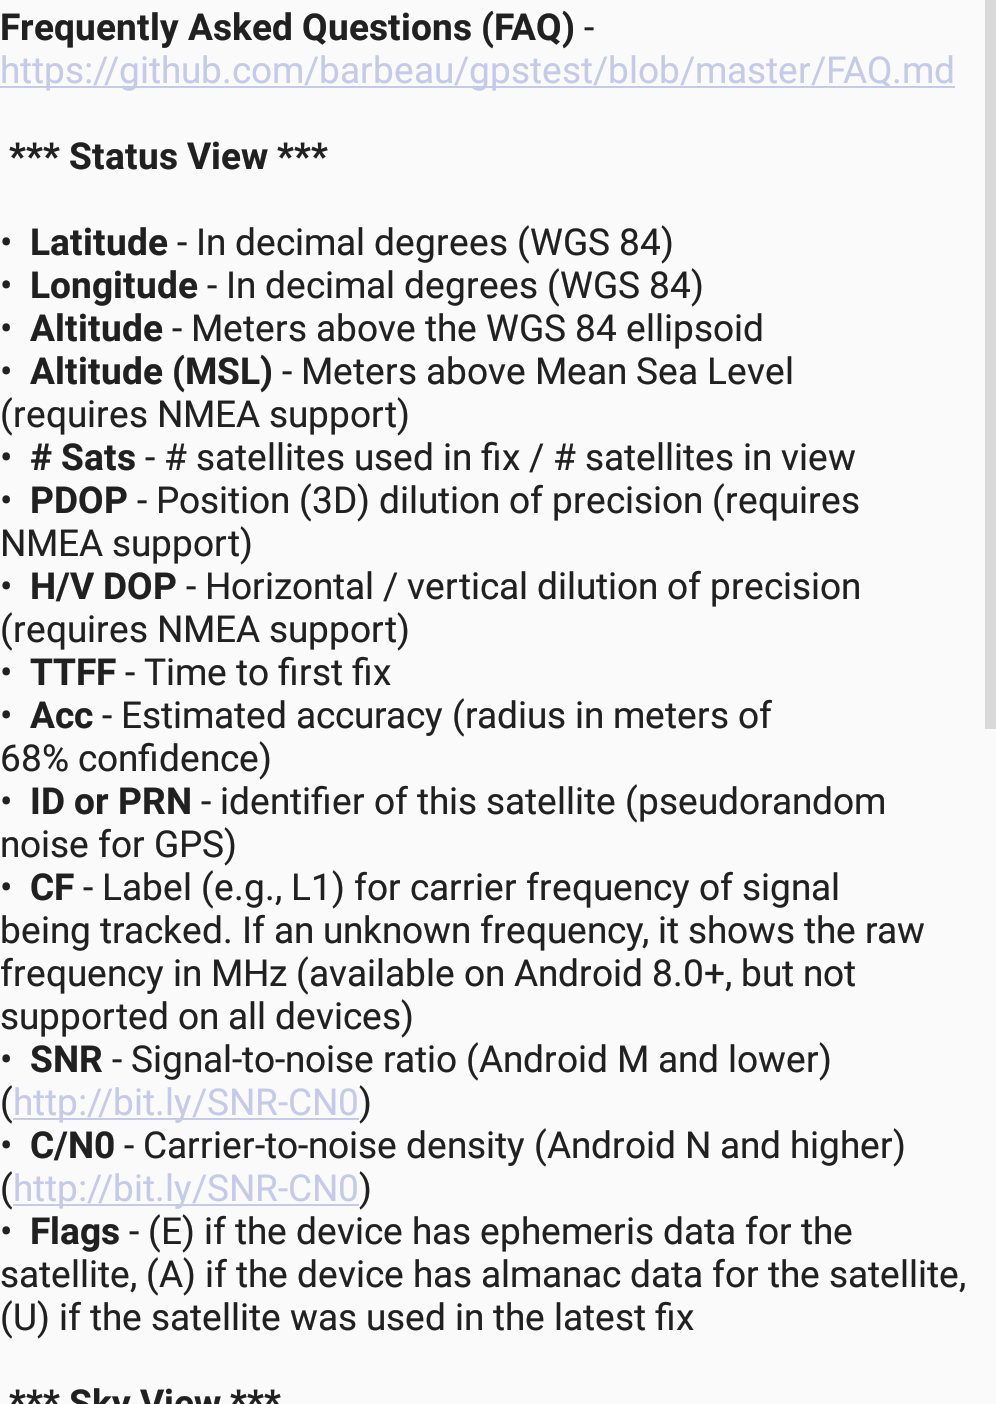 Frequently Asked Questions (FAQ) -
https://github.com/barbeau/gpstest/blob/master/FAQ.md
*** Status View ***
• Latitude - In decimal degrees (WGS 84)
• Longitude - In decimal degrees (WGS 84)
• Altitude - Meters above the WGS 84 ellipsoid
• Altitude (MSL) - Meters above Mean Sea Level
(requires NMEA support)
• # Sats - # satellites used in fix / # satellites in view
• PDOP - Position (3D) dilution of precision (requires
NMEA support)
• H/V DOP - Horizontal / vertical dilution of precision
(requires NMEA support)
• TTFF - Time to first fix
• Acc - Estimated accuracy (radius in meters of
68% confidence)
• ID or PRN - identifier of this satellite (pseudorandom
noise for GPS)
• CF - Label (e.g., L1) for carrier frequency of signal
being tracked. If an unknown frequency, it shows the raw
frequency in MHz (available on Android 8.0+, but not
supported on all devices)
• SNR - Signal-to-noise ratio (Android M and lower)
(http://bit.ly/SNR-CN0)
• C/N0 - Carrier-to-noise density (Android N and higher)
(http://bit.ly/SNR-CN0)
• Flags - (E) if the device has ephemeris data for the
satellite, (A) if the device has almanac data for the satellite,
(U) if the satellite was used in the latest fix
*** Sky View ***